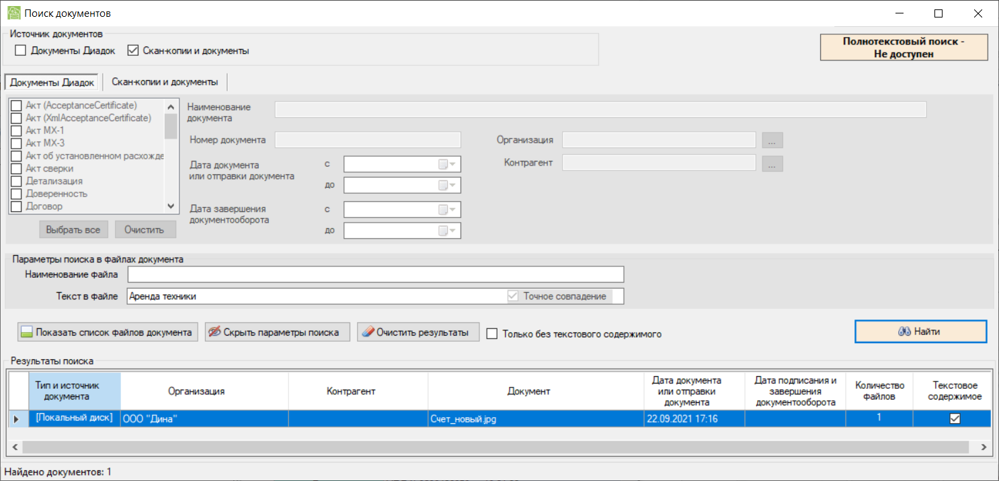 Поиск документов
Источник документов
Документы Диадок
Скан-копии и документы
Полнотекстовый поиск -
Не доступен
Документы Диадок
Скан-копии и документы
Акт (AcceptanceCertificate)
Акт (XmlAcceptanceCertificate)
Акт МХ-1
Акт МХ-3
Акт об установленном расхожде
Акт сверки
Детализация
Доверенность
Договор
Выбрать все
Очистить
Наименование
документа
Номер документа
Организация
...
Дата документа
или отправки документа
с
до
Контрагент
...
Дата завершения
документооборота
с
до
Параметры поиска в файлах документа
Наименование файла
Текст в файле
Аренда техники
Точное совпадение
Показать список файлов документа
Скрыть параметры поиска
Очистить результаты
Только без текстового содержимого
Найти
Результаты поиска
Тип и источник
документа
Организация
Контрагент
Документ
Дата документа
или отправки
документа
Дата подписания и
завершения
документооборота
Количество
файлов
Текстовое
содержимое
[Локальный диск]
ООО "Дина"
Счет_новый.jpg
22.09.2021 17:16
1
Найдено документов: 1